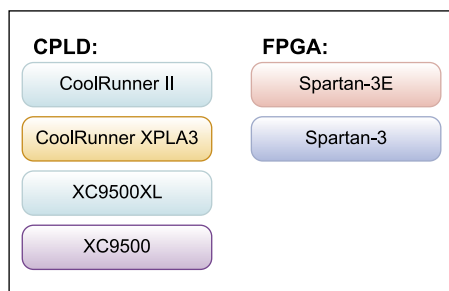 CPLD:
CoolRunner II
CoolRunner XPLA3
XC9500XL
XC9500
FPGA:
Spartan-3E
Spartan-3